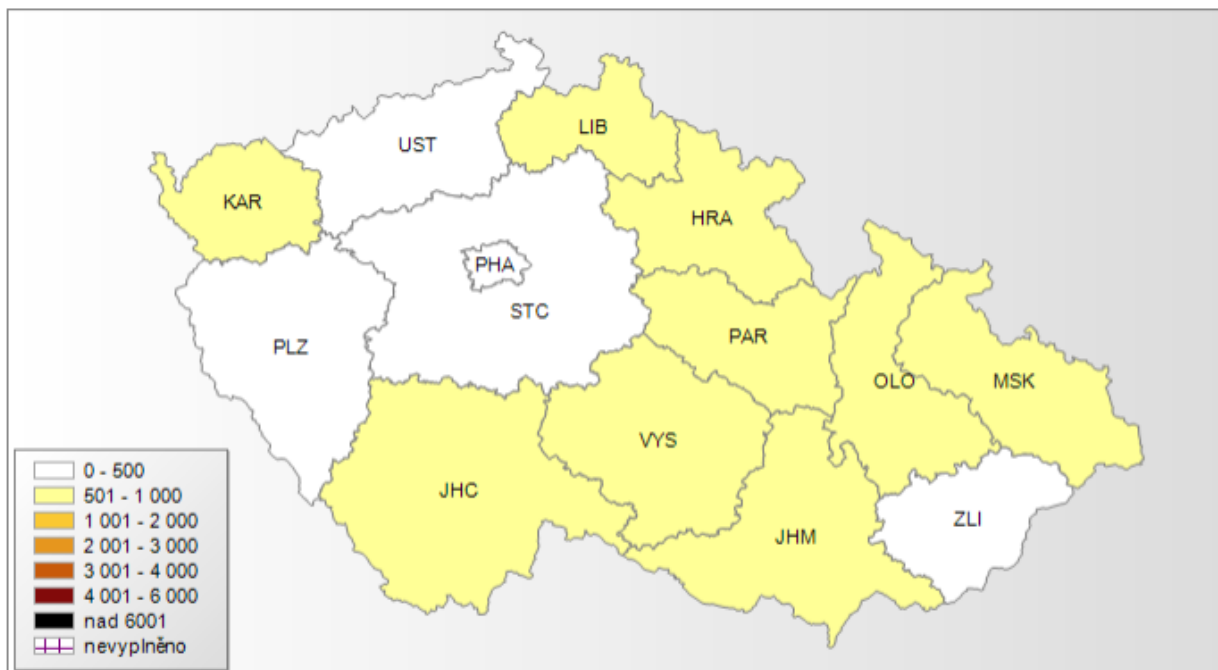 LIB
UST
KAR
HRA
PHA
STC
PAR
PLZ
OLO
MSK
VYS
JHC
ZLI
JHM
0 - 500
501 - 1 000
1 001 - 2 000
2 001 - 3 000
3 001 - 4 000
4 001 - 6 000
nad 6001
nevyplněno